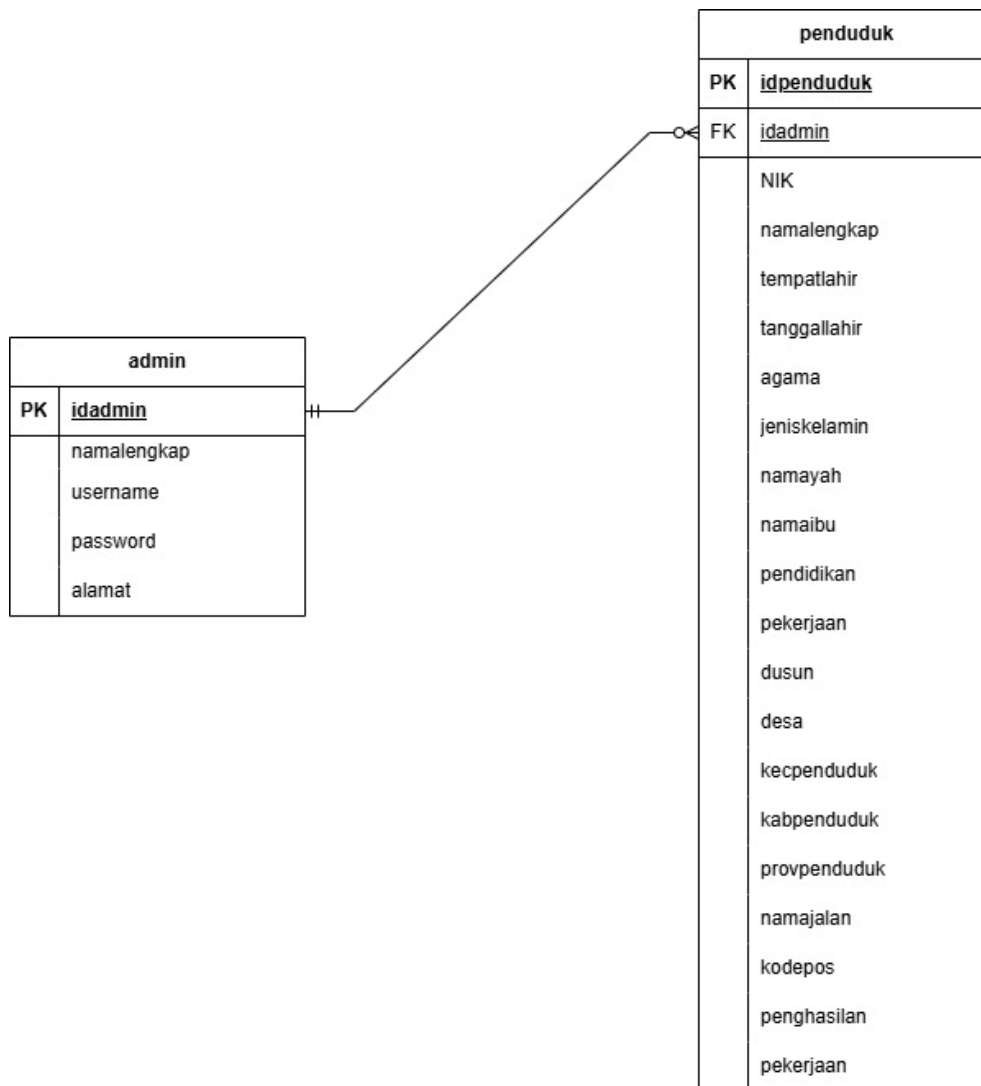 penduduk
PK idpenduduk
FK idadmin
NIK
namalengkap
tempatlahir
tanggallahir
agama
jeniskelamin
namayah
namaibu
pendidikan
pekerjaan
dusun
desa
kecpenduduk
kabpenduduk
provpenduduk
namajalan
kodepos
penghasilan
pekerjaan
admin
PK idadmin
namalengkap
username
password
alamat